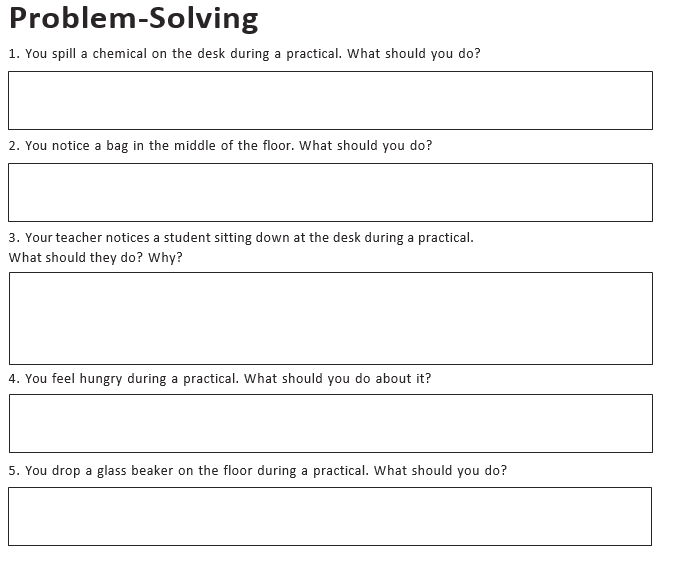 Problem-Solving
1. You spill a chemical on the desk during a practical. What should you do?
2. You notice a bag in the middle of the floor. What should you do?
3. Your teacher notices a student sitting down at the desk during a practical.
What should they do? Why?
4. You feel hungry during a practical. What should you do about it?
5. You drop a glass beaker on the floor during a practical. What should you do?